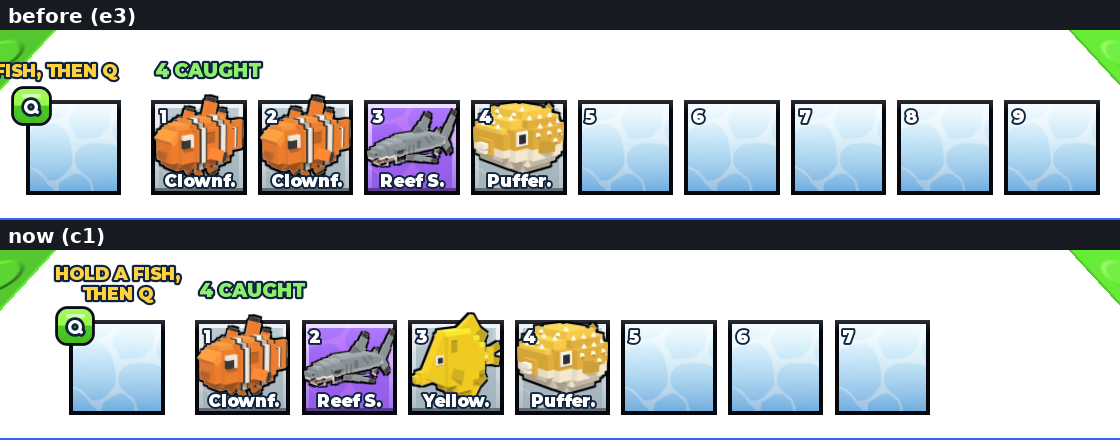 before (e3)
FISH, THEN Q
4 CAUGHT
Q
1
2
3
4
5
6
7
8
9
Clownf.
Clownf.
Reef S.
Puffer.
now (c1)
HOLD A FISH,
THEN Q
4 CAUGHT
Q
1
2
3
4
5
6
7
Clownf.
Reef S.
Yellow.
Puffer.